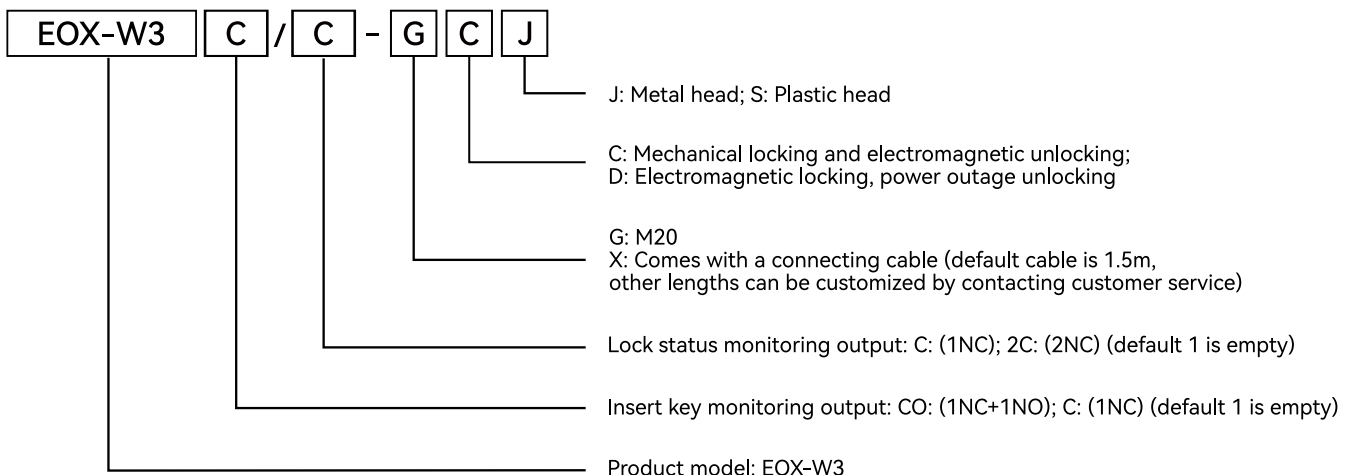 EOX-W3 C / C - G C J
J: Metal head; S: Plastic head
C: Mechanical locking and electromagnetic unlocking;
D: Electromagnetic locking, power outage unlocking
G: M20
X: Comes with a connecting cable (default cable is 1.5m,
other lengths can be customized by contacting customer service)
Lock status monitoring output: C: (1NC); 2C: (2NC) (default 1 is empty)
Insert key monitoring output: CO: (1NC+1NO); C: (1NC) (default 1 is empty)
Product model: EOX-W3